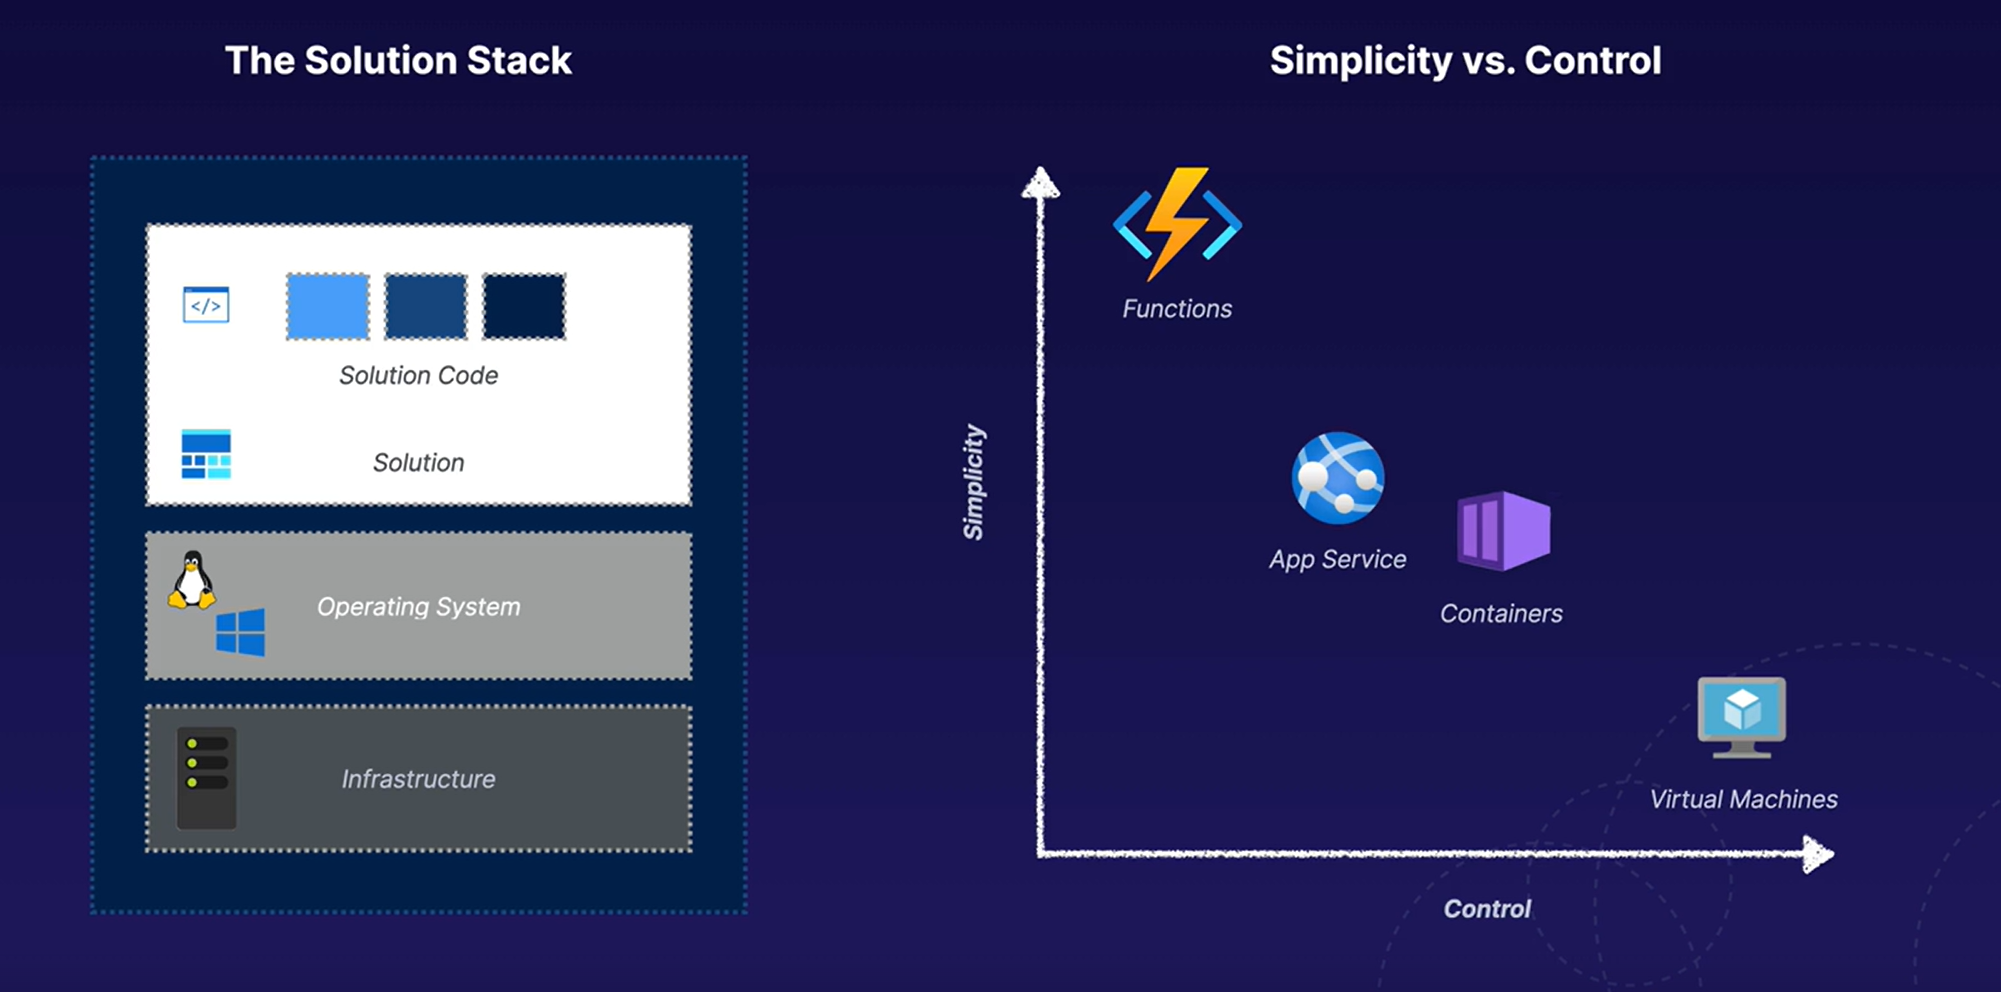 The Solution Stack
</>
Solution Code
Solution
Operating System
Infrastructure
Simplicity vs. Control
Simplicity
Functions
App Service
Containers
Virtual Machines
Control